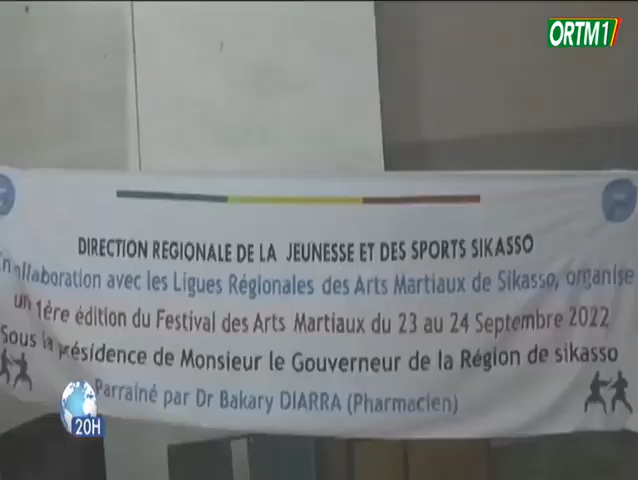 ORTM1
DIRECTION REGIONALE DE LA JEUNESSE ET DES SPORTS SIKASSO
En collaboration avec les Ligues Régionales des Arts Martiaux de Sikasso, organise
un 1ère édition du Festival des Arts Martiaux du 23 au 24 Septembre 2022
Sous la présidence de Monsieur le Gouverneur de la Région de sikasso
Parrainé par Dr Bakary DIARRA (Pharmacien)
20H